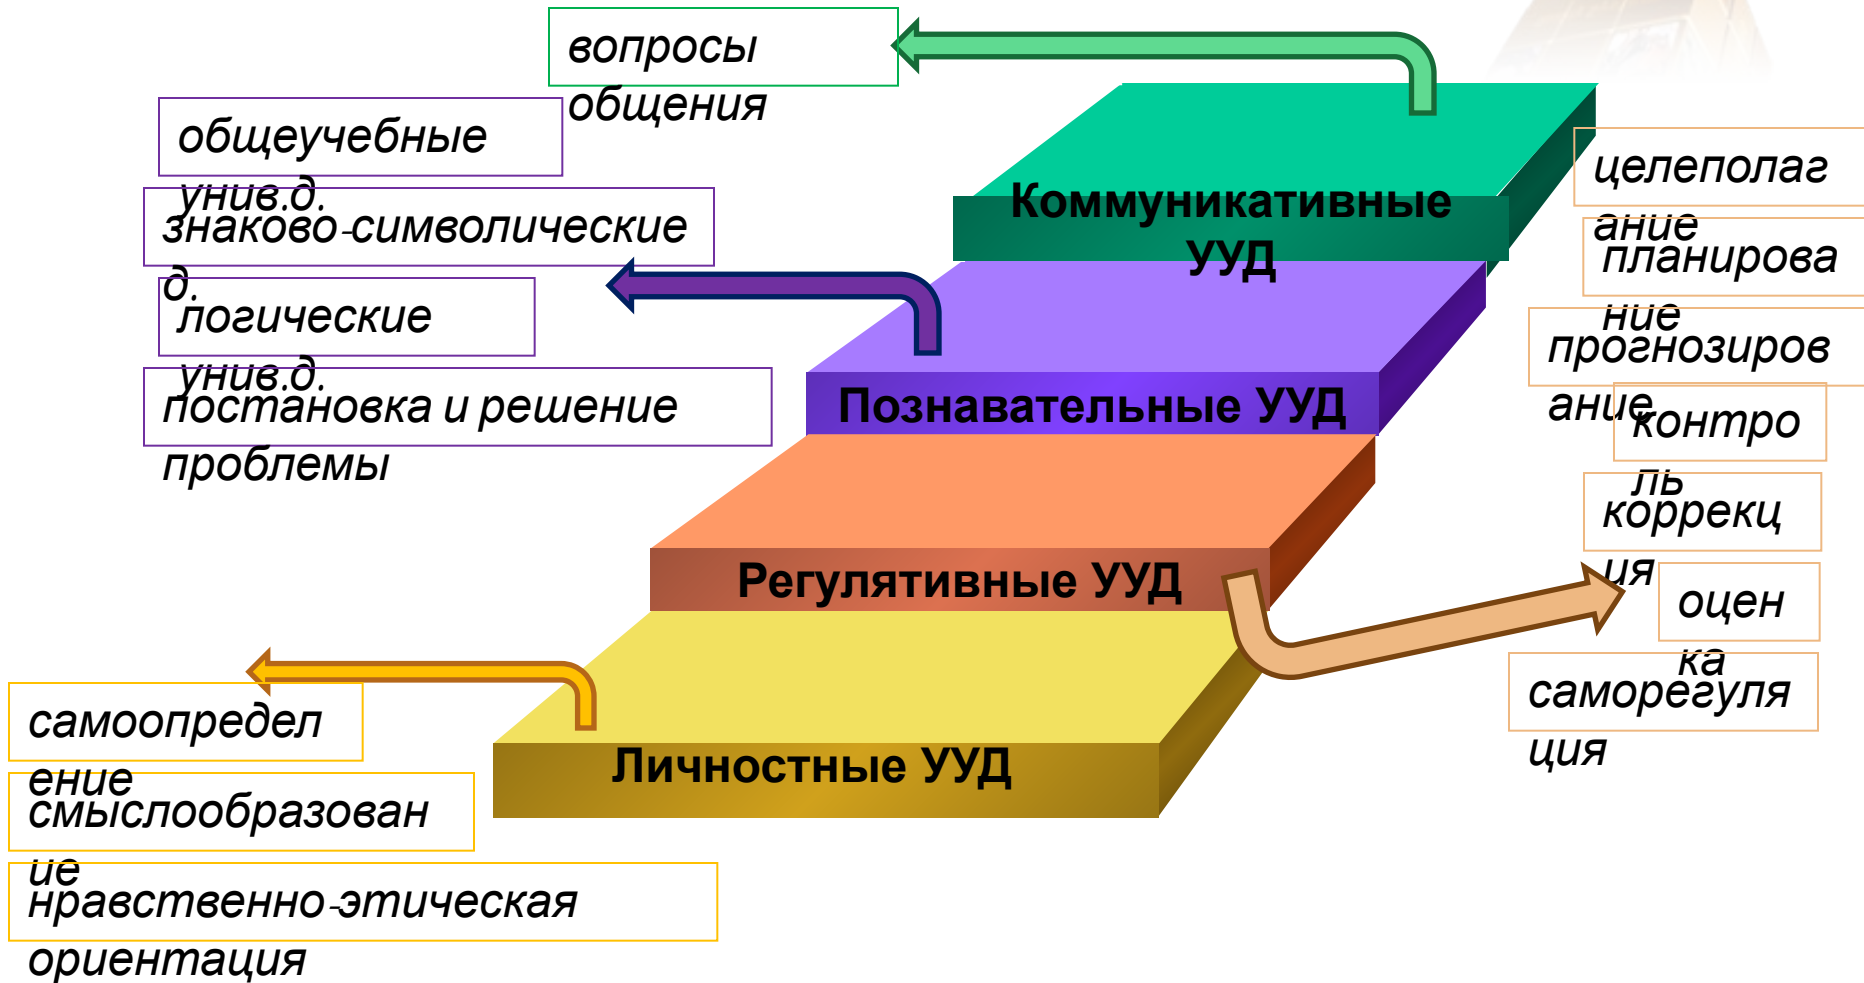 вопросы
общения
общеучебные
унив.д.
знаково-символические
д.
логические
унив.д.
постановка и решение
проблемы
Коммуникативные
УУД
Познавательные УУД
Регулятивные УУД
Личностные УУД
целеполаг
ание
планирова
ние
прогнозиров
ание
контро
ль
коррекц
ия
оцен
ка
саморегуля
ция
самоопредел
ение
смыслообразован
ие
нравственно-этическая
ориентация